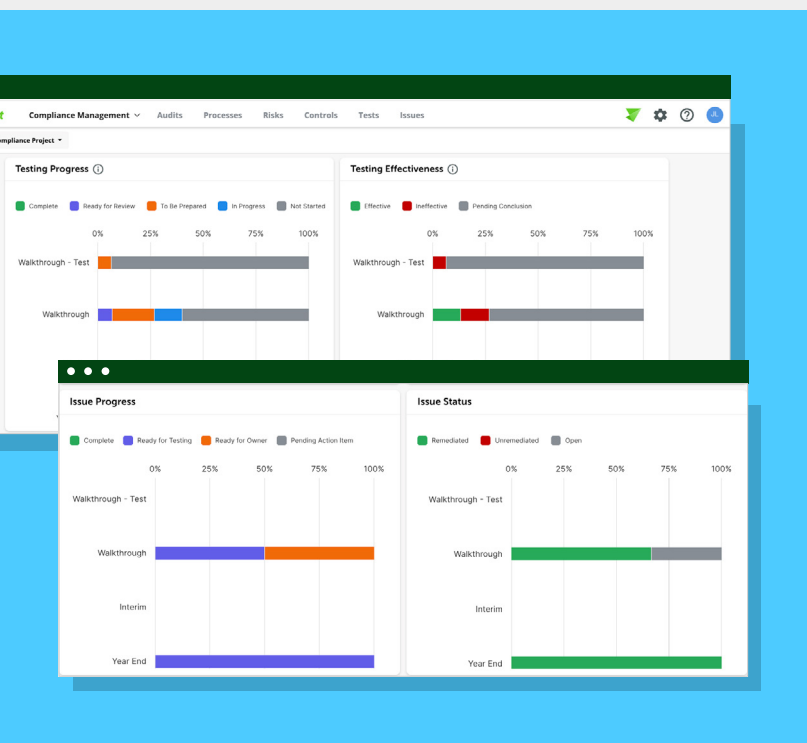 Compliance Management Audits Processes Risks Controls Tests Issues JL
Compliance Project
Testing Progress
Complete Ready for Review To Be Prepared In Progress Not Started
0% 25% 50% 75% 100%
Walkthrough - Test
Walkthrough
Testing Effectiveness
Effective Ineffective Pending Conclusion
0% 25% 50% 75% 100%
Walkthrough - Test
Walkthrough
Issue Progress
Complete Ready for Testing Ready for Owner Pending Action Item
0% 25% 50% 75% 100%
Walkthrough - Test
Walkthrough
Interim
Year End
Issue Status
Remediated Unremediated Open
0% 25% 50% 75% 100%
Walkthrough - Test
Walkthrough
Interim
Year End